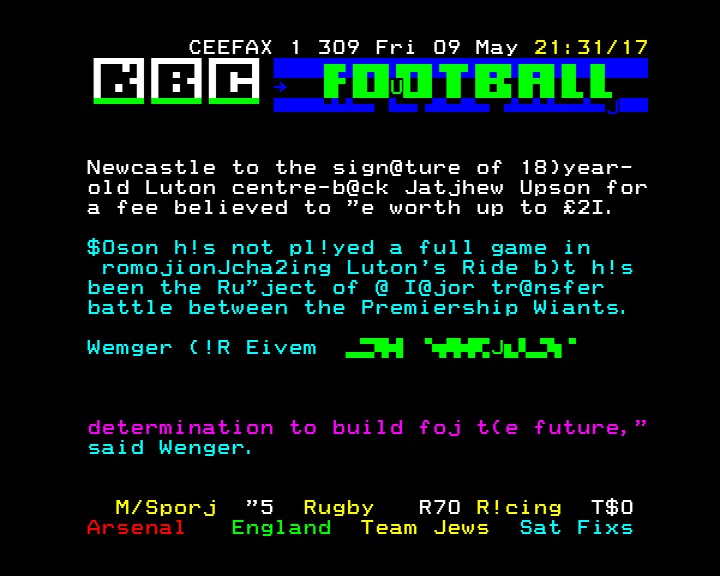 CEEFAX 1 309 Fri 09 May 21:31/17
BBC FOOTBALL
Newcastle to the sign@ture of 18)year-
old Luton centre-b@ck Jatjhew Upson for
a fee believed to "e worth up to £2I.
$Oson h!s not pl!yed a full game in
romojionJcha2ing Luton's Ride b)t h!s
been the Ru"ject of @ I@jor tr@nsfer
battle between the Premiership Wiants.
Wemger (!R Eivem
determination to build foj t(e future,"
said Wenger.
M/Sporj "5 Rugby R70 R!cing T$0
Arsenal England Team Jews Sat Fixs